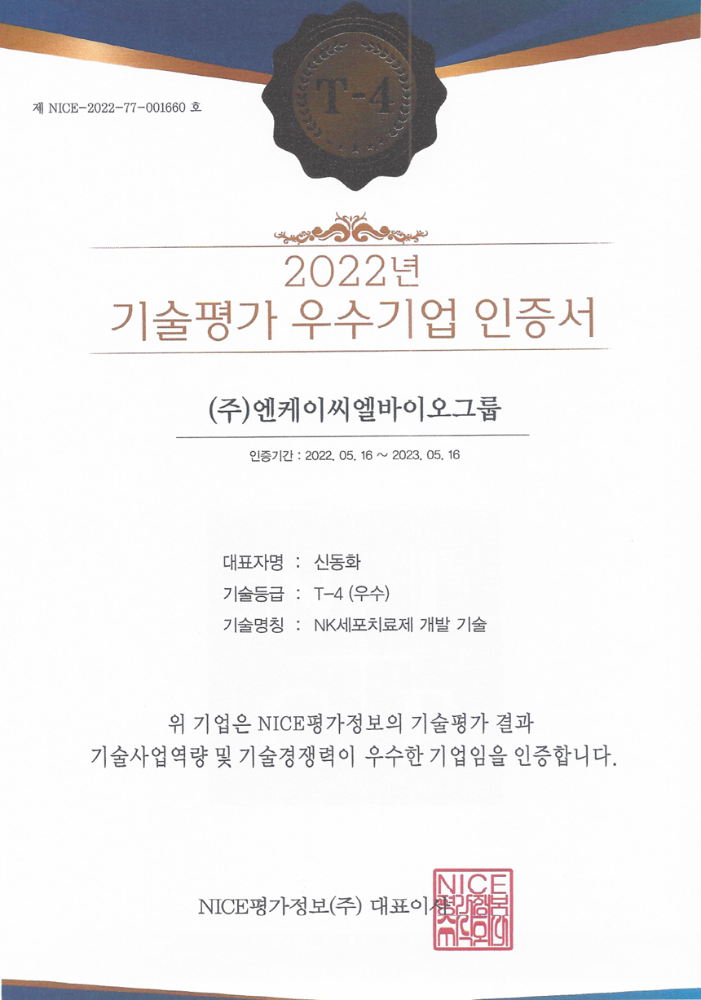 T-4
제 NICE-2022-77-001660 호
2022년
기술평가 우수기업 인증서
(주)엔케이씨엘바이오그룹
인증기간 : 2022. 05. 16 ~ 2023. 05. 16
대표자명 : 신동화
기술등급 : T-4 (우수)
기술명칭 : NK세포치료제 개발 기술
위 기업은 NICE평가정보의 기술평가 결과
기술사업역량 및 기술경쟁력이 우수한 기업임을 인증합니다.
NICE평가정보(주) 대표이사
NICE